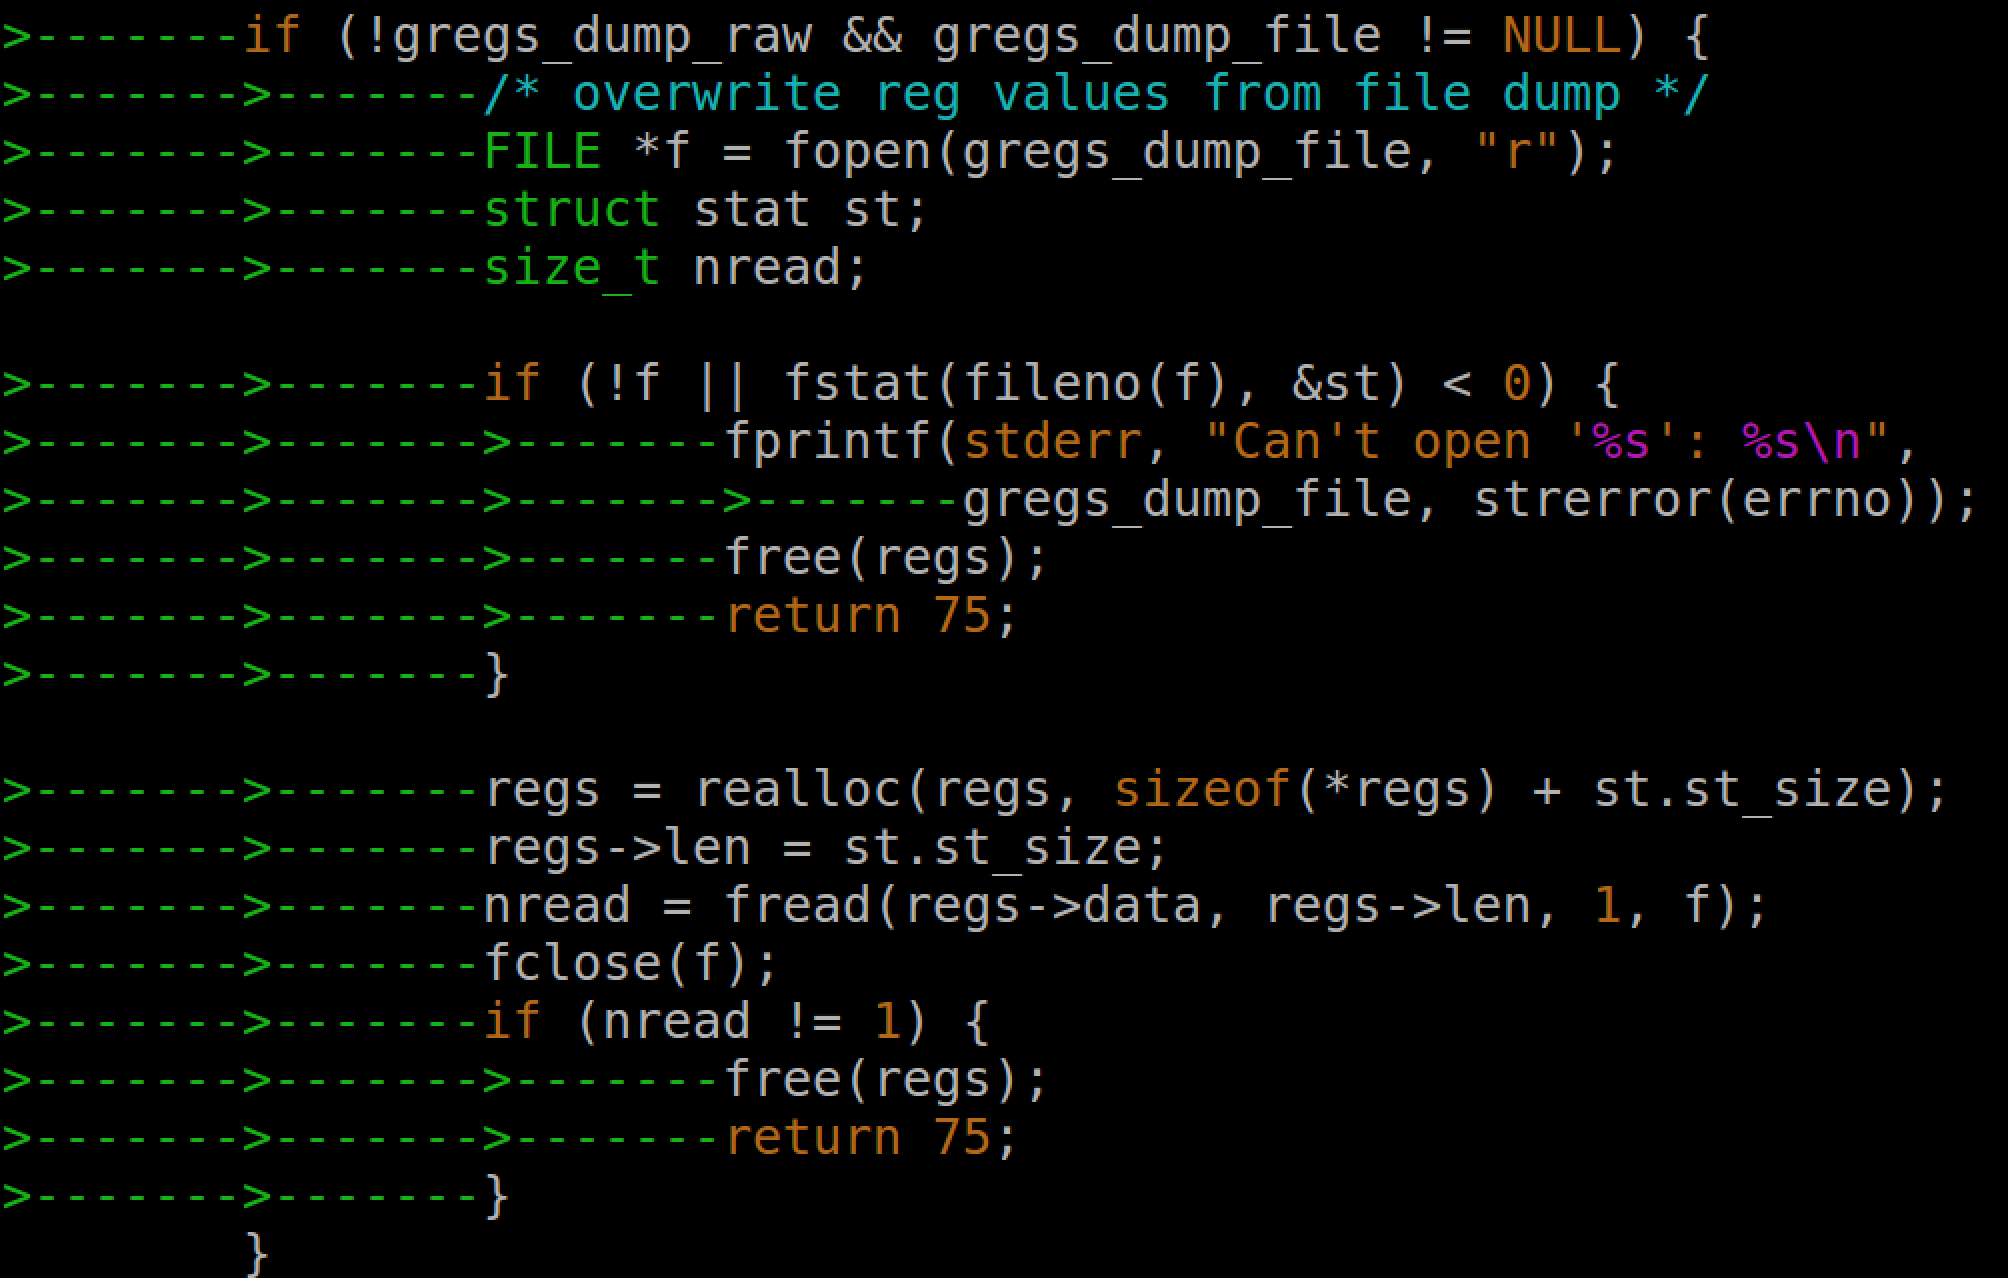 >-------if (!gregs_dump_raw && gregs_dump_file != NULL) {
>------->-------/* overwrite reg values from file dump */
>------->-------FILE *f = fopen(gregs_dump_file, "r");
>------->-------struct stat st;
>------->-------size_t nread;

>------->-------if (!f || fstat(fileno(f), &st) < 0) {
>------->------->-------fprintf(stderr, "Can't open '%s': %s\n",
>------->------->------->-------gregs_dump_file, strerror(errno));
>------->------->-------free(regs);
>------->------->-------return 75;
>------->-------}

>------->-------regs = realloc(regs, sizeof(*regs) + st.st_size);
>------->-------regs->len = st.st_size;
>------->-------nread = fread(regs->data, regs->len, 1, f);
>------->-------fclose(f);
>------->-------if (nread != 1) {
>------->------->-------free(regs);
>------->------->-------return 75;
>------->-------}
        }